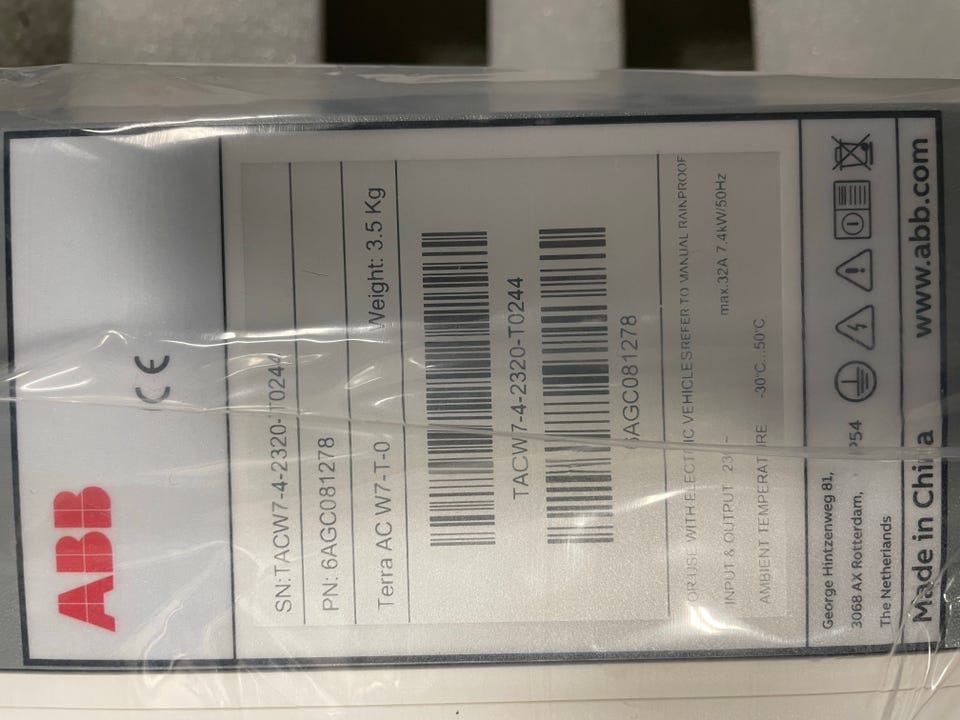 ABB
CE
SN:TACW7-4-2320-T0244
PN: 6AGC081278
Terra AC W7-T-0 Weight: 3.5 Kg
TACW7-4-2320-T0244
6AGC081278
FOR USE WITH ELECTRIC VEHICLES REFER TO MANUAL RAINPROOF
INPUT & OUTPUT max.32A 7.4kW/50Hz
AMBIENT TEMPERATURE -30°C...50°C
George Hintzenweg 81,
3068 AX Rotterdam, IP54
The Netherlands
Made in China www.abb.com